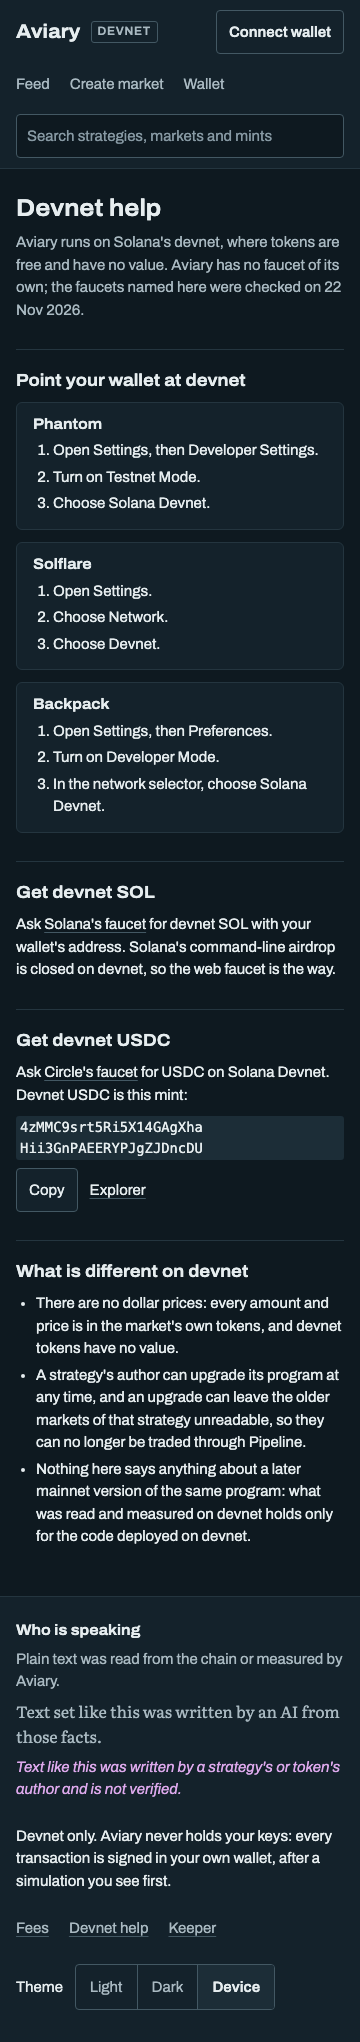 Aviary DEVNET Connect wallet
Feed Create market Wallet
Search strategies, markets and mints
Devnet help
Aviary runs on Solana's devnet, where tokens are
free and have no value. Aviary has no faucet of its
own; the faucets named here were checked on 22
Nov 2026.
Point your wallet at devnet
Phantom
1. Open Settings, then Developer Settings.
2. Turn on Testnet Mode.
3. Choose Solana Devnet.
Solflare
1. Open Settings.
2. Choose Network.
3. Choose Devnet.
Backpack
1. Open Settings, then Preferences.
2. Turn on Developer Mode.
3. In the network selector, choose Solana
Devnet.
Get devnet SOL
Ask Solana's faucet for devnet SOL with your
wallet's address. Solana's command-line airdrop
is closed on devnet, so the web faucet is the way.
Get devnet USDC
Ask Circle's faucet for USDC on Solana Devnet.
Devnet USDC is this mint:
4zMMC9srt5Ri5X14GAgXha
Hii3GnPAEERYPJgZJDncDU
Copy Explorer
What is different on devnet
• There are no dollar prices: every amount and
price is in the market's own tokens, and devnet
tokens have no value.
• A strategy's author can upgrade its program at
any time, and an upgrade can leave the older
markets of that strategy unreadable, so they
can no longer be traded through Pipeline.
• Nothing here says anything about a later
mainnet version of the same program: what
was read and measured on devnet holds only
for the code deployed on devnet.
Who is speaking
Plain text was read from the chain or measured by
Aviary.
Text set like this was written by an AI from
those facts.
Text like this was written by a strategy's or token's
author and is not verified.
Devnet only. Aviary never holds your keys: every
transaction is signed in your own wallet, after a
simulation you see first.
Fees Devnet help Keeper
Theme Light Dark Device